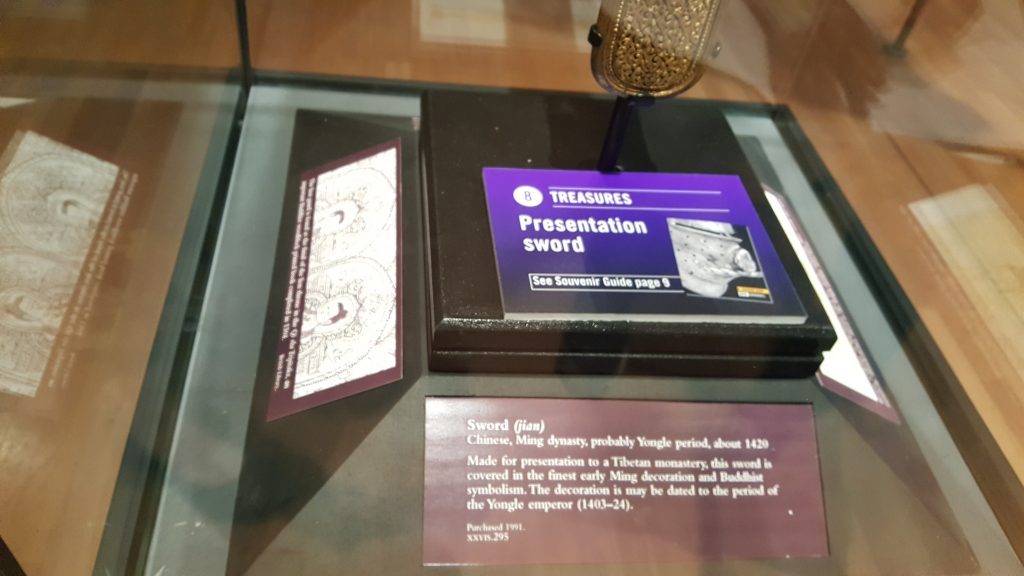 8 TREASURES
Presentation
sword
See Souvenir Guide page 9
Sword (jian)
Chinese, Ming dynasty, probably Yongle period, about 1420
Made for presentation to a Tibetan monastery, this sword is
covered in the finest early Ming decoration and Buddhist
symbolism. The decoration is may be dated to the period of
the Yongle emperor (1403–24).
Purchased 1991.
XXVIS.295